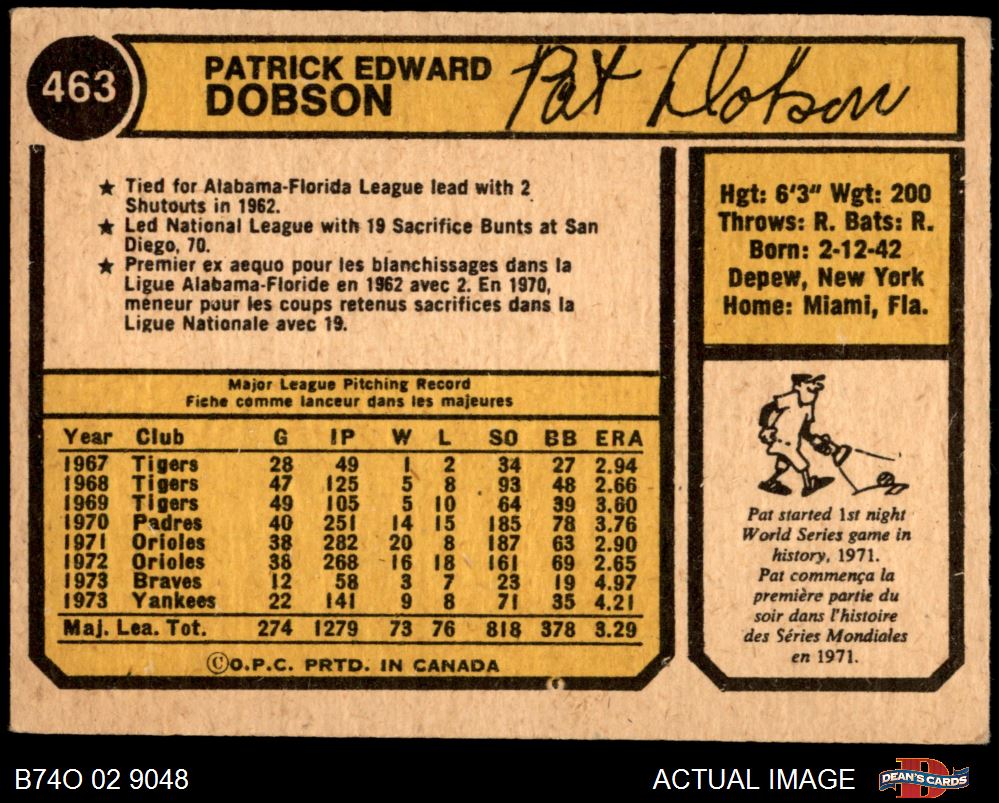 463
PATRICK EDWARD
DOBSON
Pat Dobson
★ Tied for Alabama-Florida League lead with 2
Shutouts in 1962.
★ Led National League with 19 Sacrifice Bunts at San
Diego, 70.
★ Premier ex aequo pour les blanchissages dans la
Ligue Alabama-Floride en 1962 avec 2. En 1970,
meneur pour les coups retenus sacrifices dans la
Ligue Nationale avec 19.
Major League Pitching Record
Fiche comme lanceur dans les majeures
Year Club G IP W L SO BB ERA
1967 Tigers 28 49 1 2 34 27 2.94
1968 Tigers 47 125 5 8 93 48 2.66
1969 Tigers 49 105 5 10 64 39 3.60
1970 Padres 40 251 14 15 185 78 3.76
1971 Orioles 38 282 20 8 187 63 2.90
1972 Orioles 38 268 16 18 161 69 2.65
1973 Braves 12 58 3 7 23 19 4.97
1973 Yankees 22 141 9 8 71 35 4.21
Maj. Lea. Tot. 274 1279 73 76 818 378 3.29
©O.P.C. PRTD. IN CANADA
Hgt: 6'3" Wgt: 200
Throws: R. Bats: R.
Born: 2-12-42
Depew, New York
Home: Miami, Fla.
Pat started 1st night
World Series game in
history, 1971.
Pat commença la
première partie du
soir dans l'histoire
des Séries Mondiales
en 1971.
B74O 02 9048
ACTUAL IMAGE
D
DEAN'S CARDS